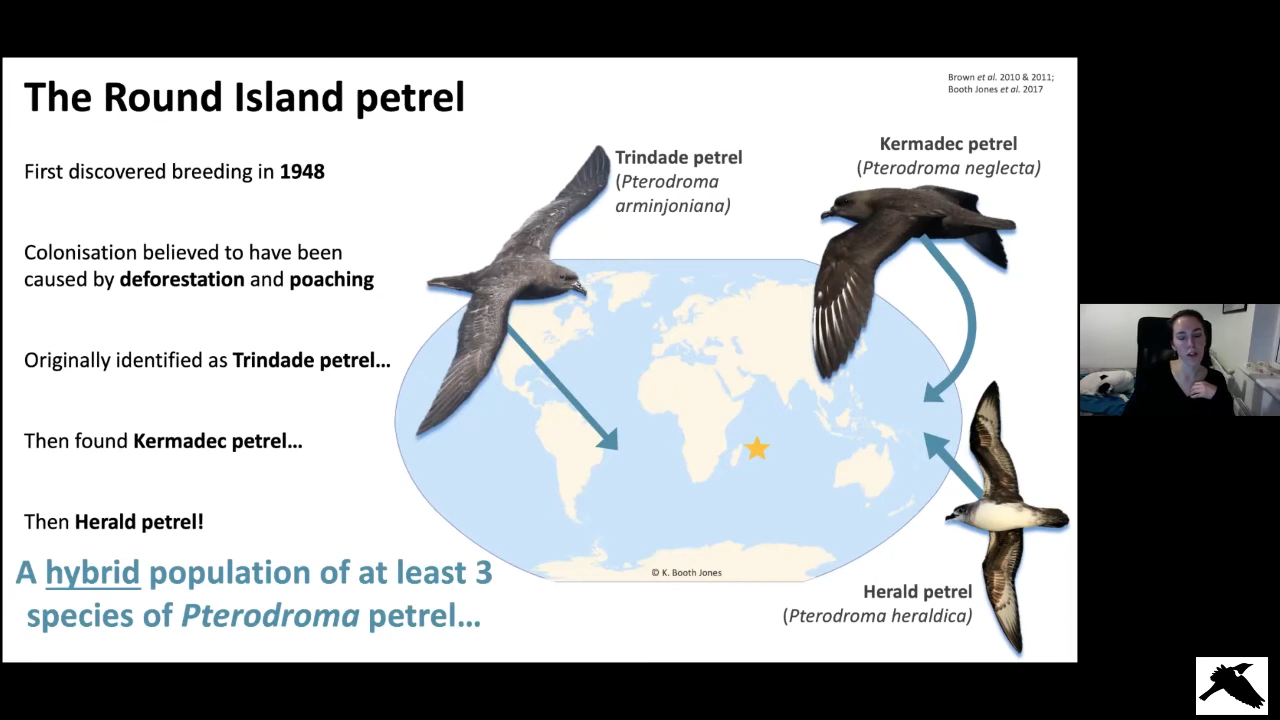 The Round Island petrel
Brown et al. 2010 & 2011;
Booth Jones et al. 2017
First discovered breeding in 1948
Colonisation believed to have been
caused by deforestation and poaching
Originally identified as Trindade petrel...
Then found Kermadec petrel...
Then Herald petrel!
A hybrid population of at least 3
species of Pterodroma petrel...
Trindade petrel
(Pterodroma
arminjoniana)
Kermadec petrel
(Pterodroma neglecta)
© K. Booth Jones
Herald petrel
(Pterodroma heraldica)